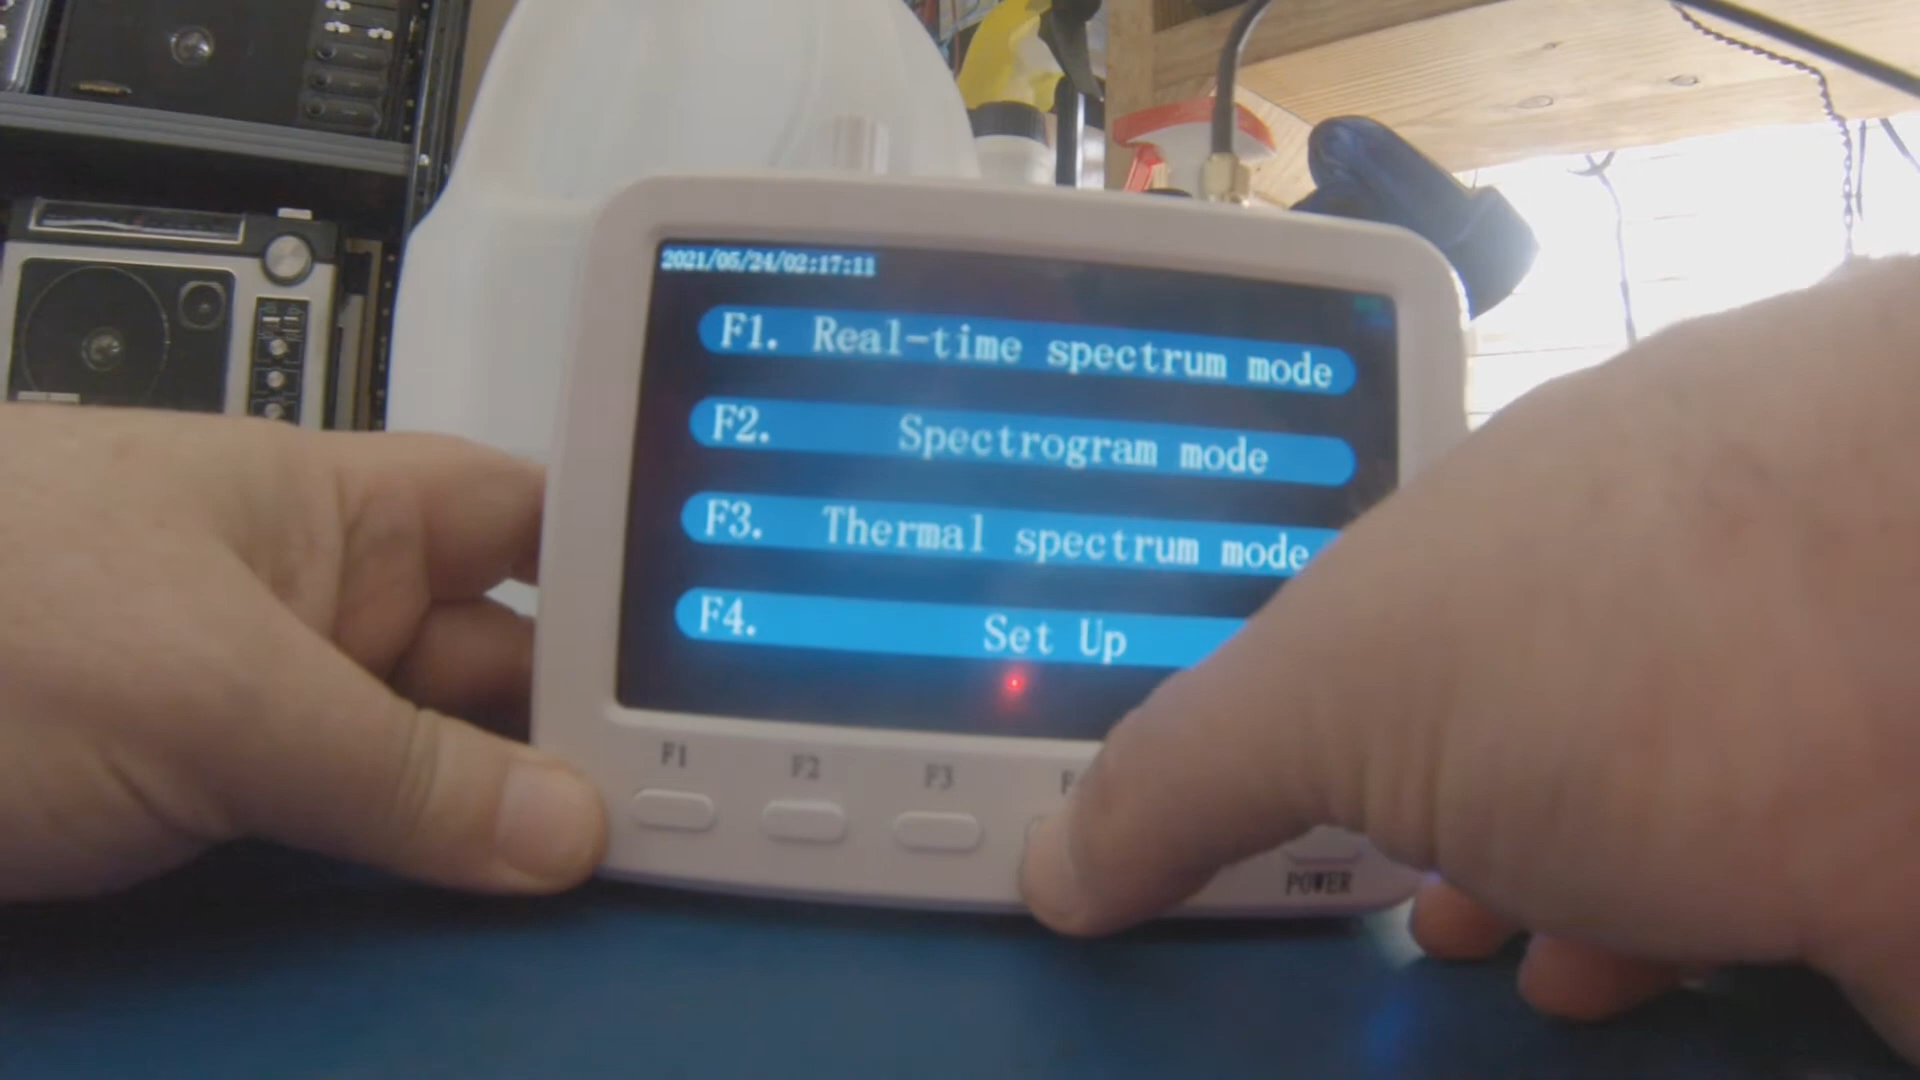 2021/05/24/02:17:11
F1. Real-time spectrum mode
F2. Spectrogram mode
F3. Thermal spectrum mode
F4. Set Up
F1 F2 F3
POWER